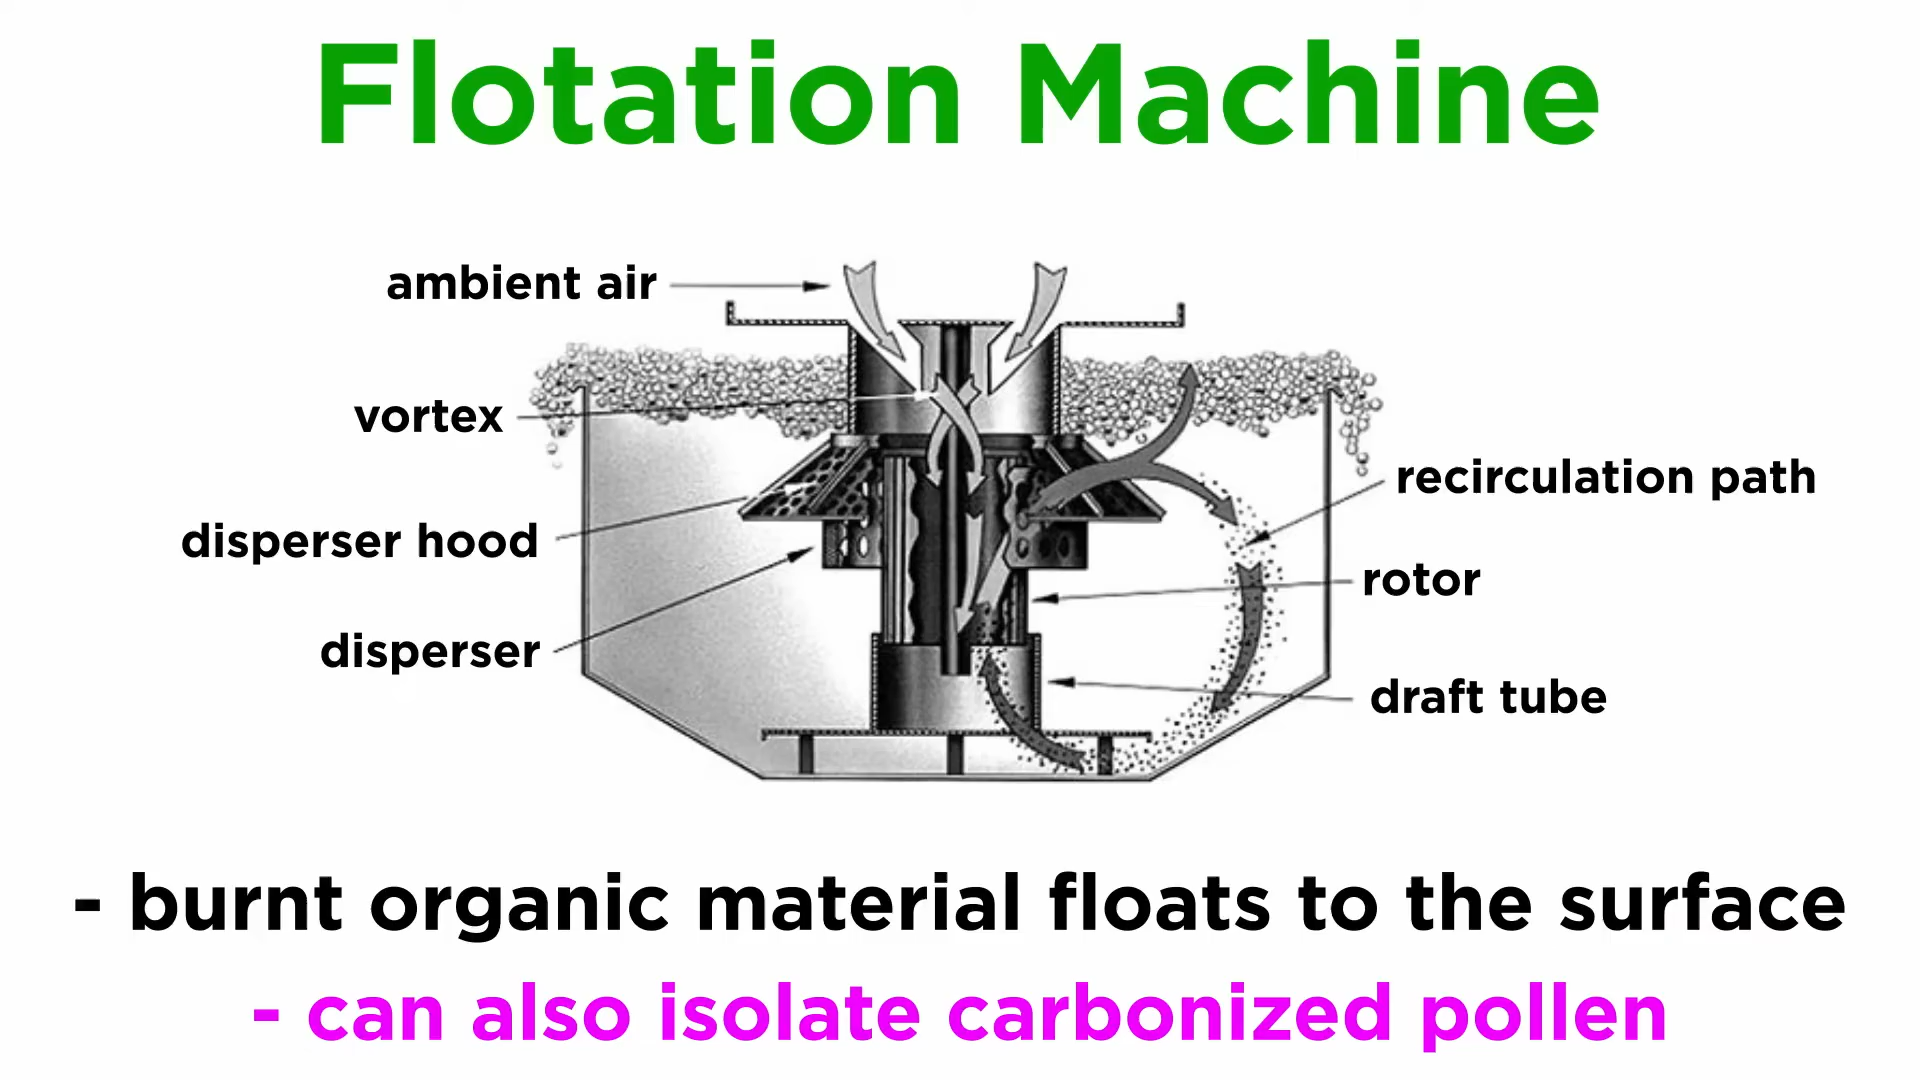 Flotation Machine
ambient air
vortex
disperser hood
disperser
recirculation path
rotor
draft tube
- burnt organic material floats to the surface
- can also isolate carbonized pollen